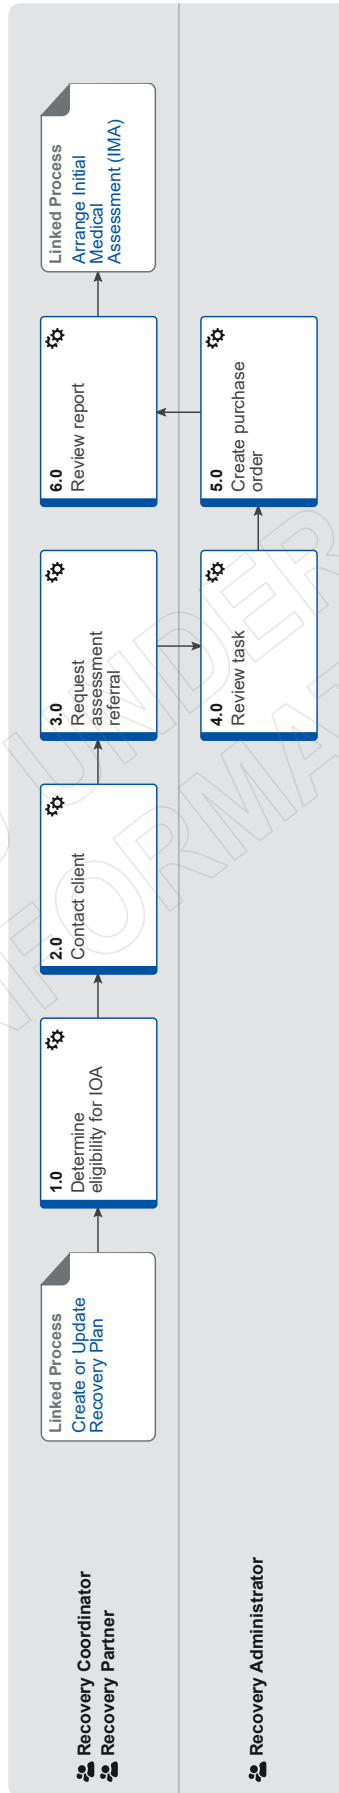 Recovery Coordinator
Recovery Partner
Linked Process
Create or Update
Recovery Plan
1.0
Determine
eligibility for IOA
2.0
Contact client
3.0
Request
assessment
referral
6.0
Review report
Linked Process
Arrange Initial
Medical
Assessment (IMA)
Recovery Administrator
4.0
Review task
5.0
Create purchase
order